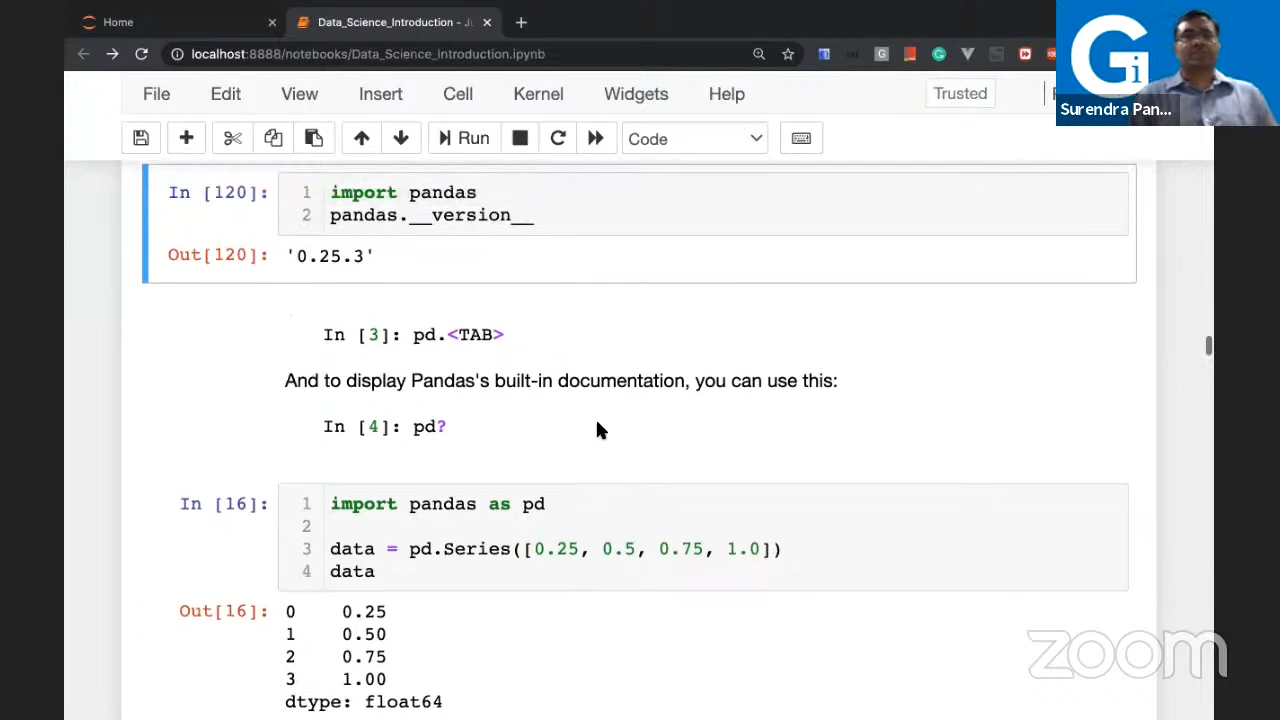 Home
Data_Science_Introduction - Ju
localhost:8888/notebooks/Data_Science_Introduction.ipynb
Gi
Surendra Pan...
File Edit View Insert Cell Kernel Widgets Help Trusted
Run Code
In [120]: 1 import pandas
2 pandas.__version__
Out[120]: '0.25.3'
In [3]: pd.<TAB>
And to display Pandas's built-in documentation, you can use this:
In [4]: pd?
In [16]: 1 import pandas as pd
2
3 data = pd.Series([0.25, 0.5, 0.75, 1.0])
4 data
Out[16]: 0 0.25
1 0.50
2 0.75
3 1.00
dtype: float64
zoom